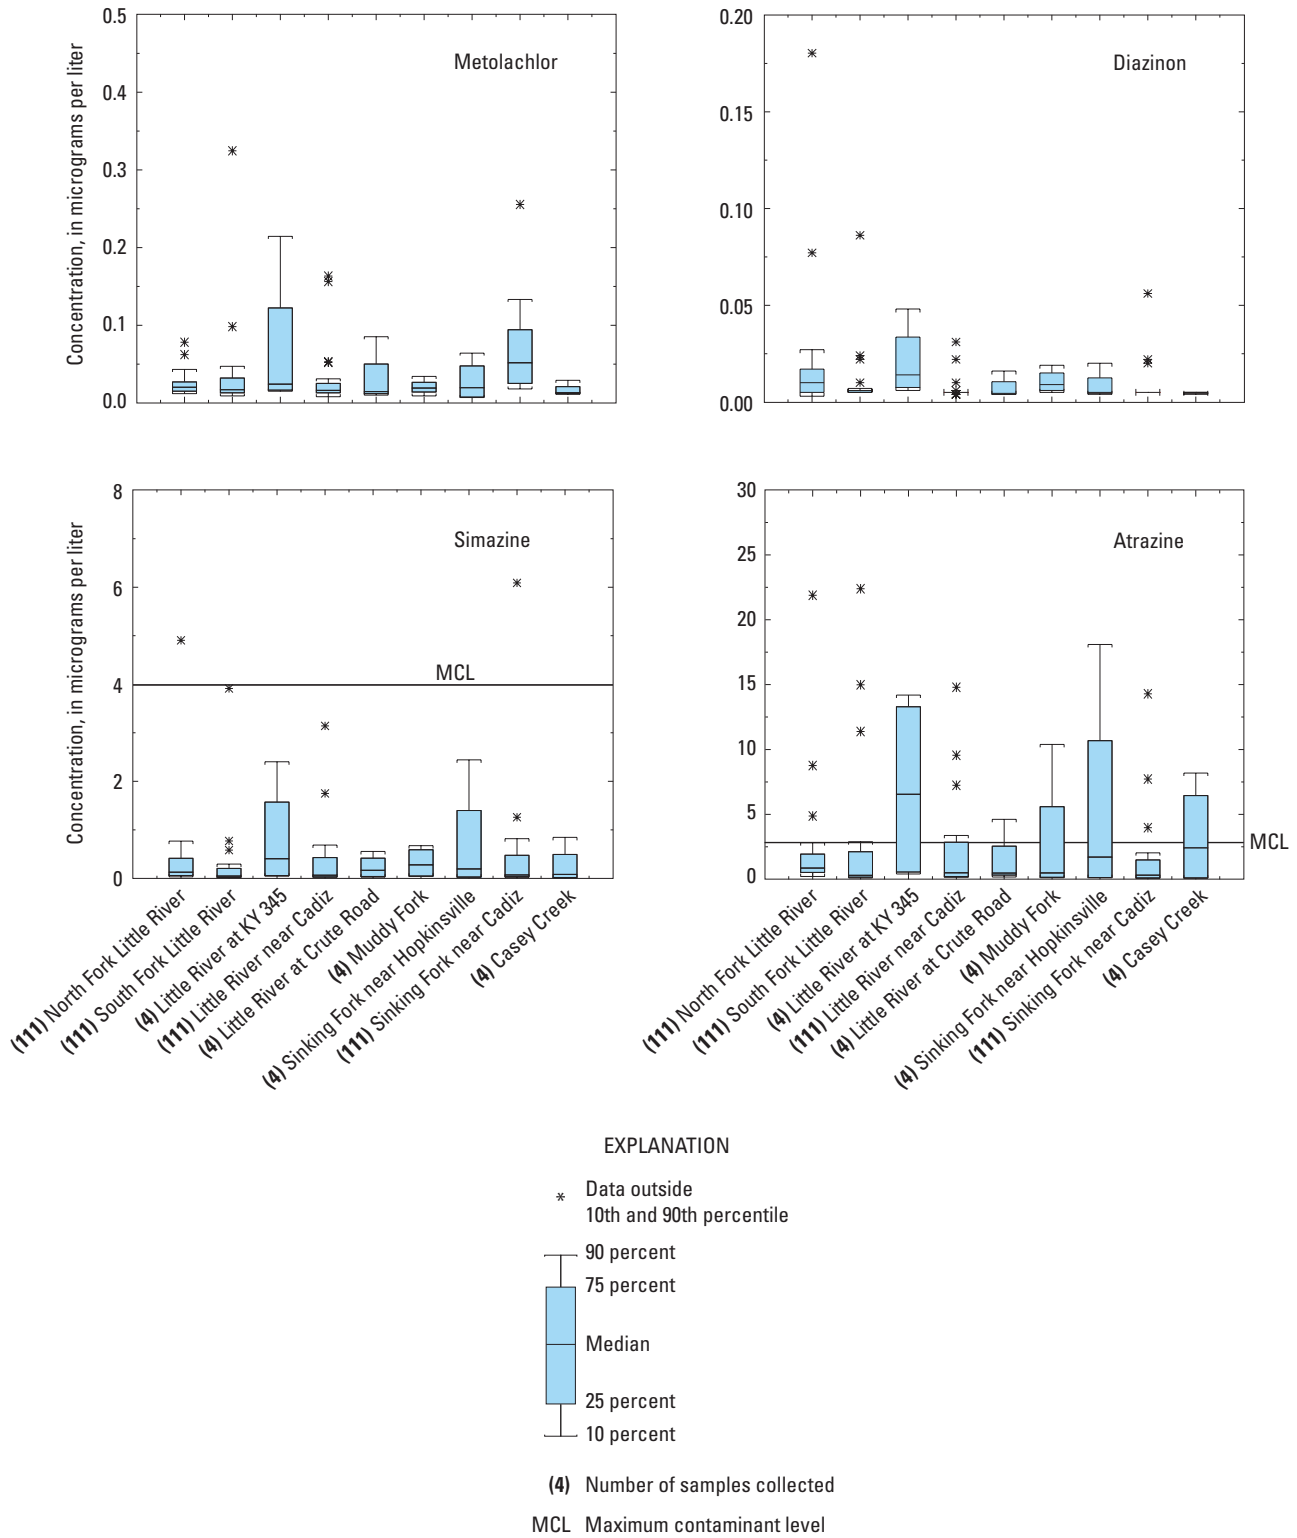 Concentration, in micrograms per liter
0.5
0.4
0.3
0.2
0.1
0.0
Metolachlor
0.20
0.15
0.10
0.05
0.00
Diazinon
Concentration, in micrograms per liter
8
6
4
2
0
Simazine
MCL
(111) North Fork Little River
(111) South Fork Little River
(4) Little River at KY 345
(111) Little River near Cadiz
(4) Little River at Crute Road
(4) Muddy Fork
(4) Sinking Fork near Hopkinsville
(111) Sinking Fork near Cadiz
(4) Casey Creek
30
25
20
15
10
5
0
Atrazine
MCL
(111) North Fork Little River
(111) South Fork Little River
(4) Little River at KY 345
(111) Little River near Cadiz
(4) Little River at Crute Road
(4) Muddy Fork
(4) Sinking Fork near Hopkinsville
(111) Sinking Fork near Cadiz
(4) Casey Creek
EXPLANATION
* Data outside
10th and 90th percentile
90 percent
75 percent
Median
25 percent
10 percent
(4) Number of samples collected
MCL Maximum contaminant level